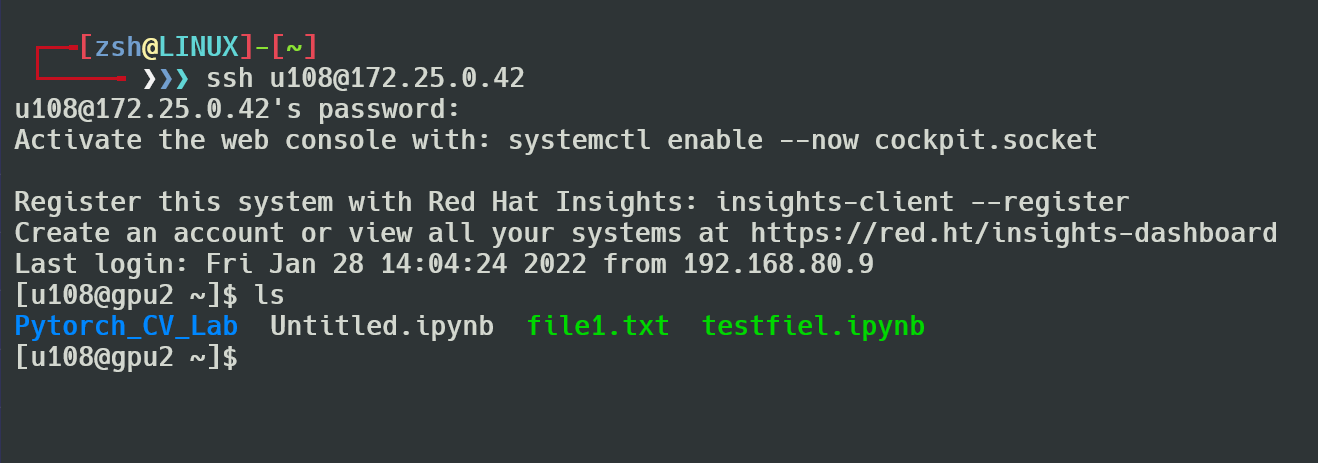 [zsh@LINUX]-[~]
❯❯❯ ssh u108@172.25.0.42
u108@172.25.0.42's password:
Activate the web console with: systemctl enable --now cockpit.socket
Register this system with Red Hat Insights: insights-client --register
Create an account or view all your systems at https://red.ht/insights-dashboard
Last login: Fri Jan 28 14:04:24 2022 from 192.168.80.9
[u108@gpu2 ~]$ ls
Pytorch_CV_Lab  Untitled.ipynb  file1.txt  testfiel.ipynb
[u108@gpu2 ~]$